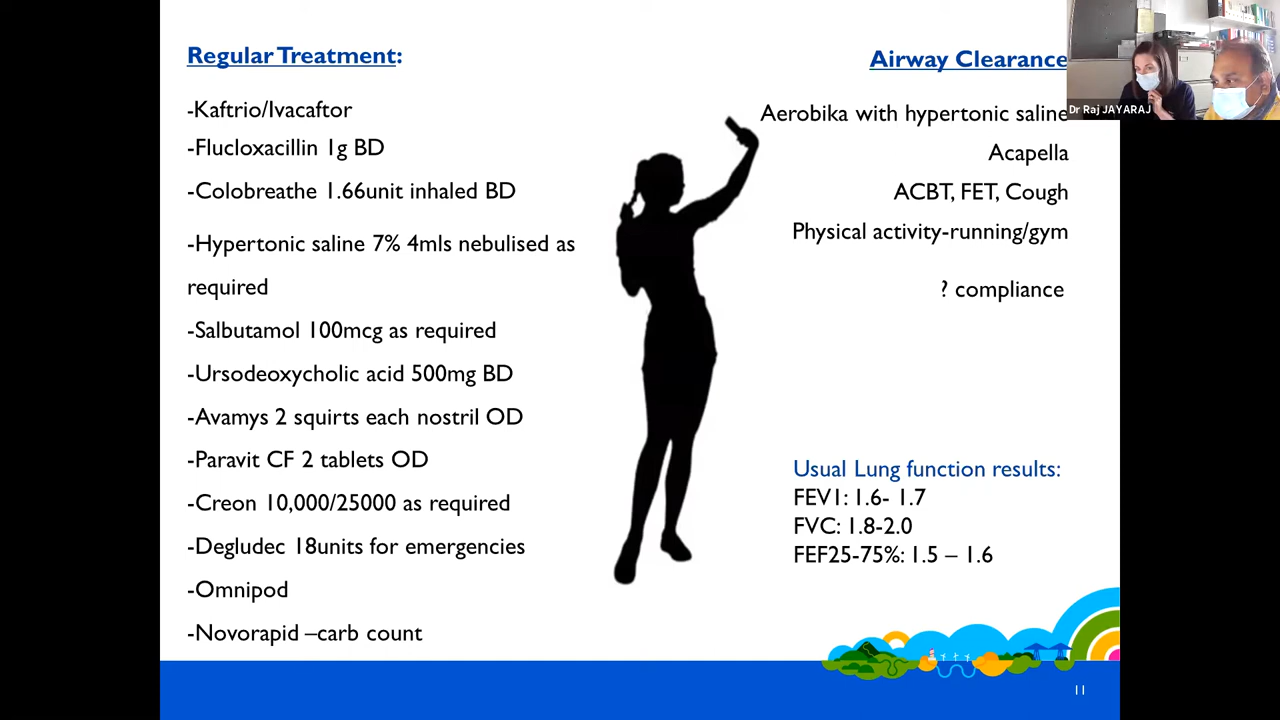 Regular Treatment:
-Kaftrio/Ivacaftor
-Flucloxacillin 1g BD
-Colobreathe 1.66unit inhaled BD
-Hypertonic saline 7% 4mls nebulised as
required
-Salbutamol 100mcg as required
-Ursodeoxycholic acid 500mg BD
-Avamys 2 squirts each nostril OD
-Paravit CF 2 tablets OD
-Creon 10,000/25000 as required
-Degludec 18units for emergencies
-Omnipod
-Novorapid –carb count
Airway Clearance
Aerobika with hypertonic saline
Acapella
ACBT, FET, Cough
Physical activity-running/gym
? compliance
Usual Lung function results:
FEV1: 1.6- 1.7
FVC: 1.8-2.0
FEF25-75%: 1.5 – 1.6
Dr Raj JAYARAJ
11